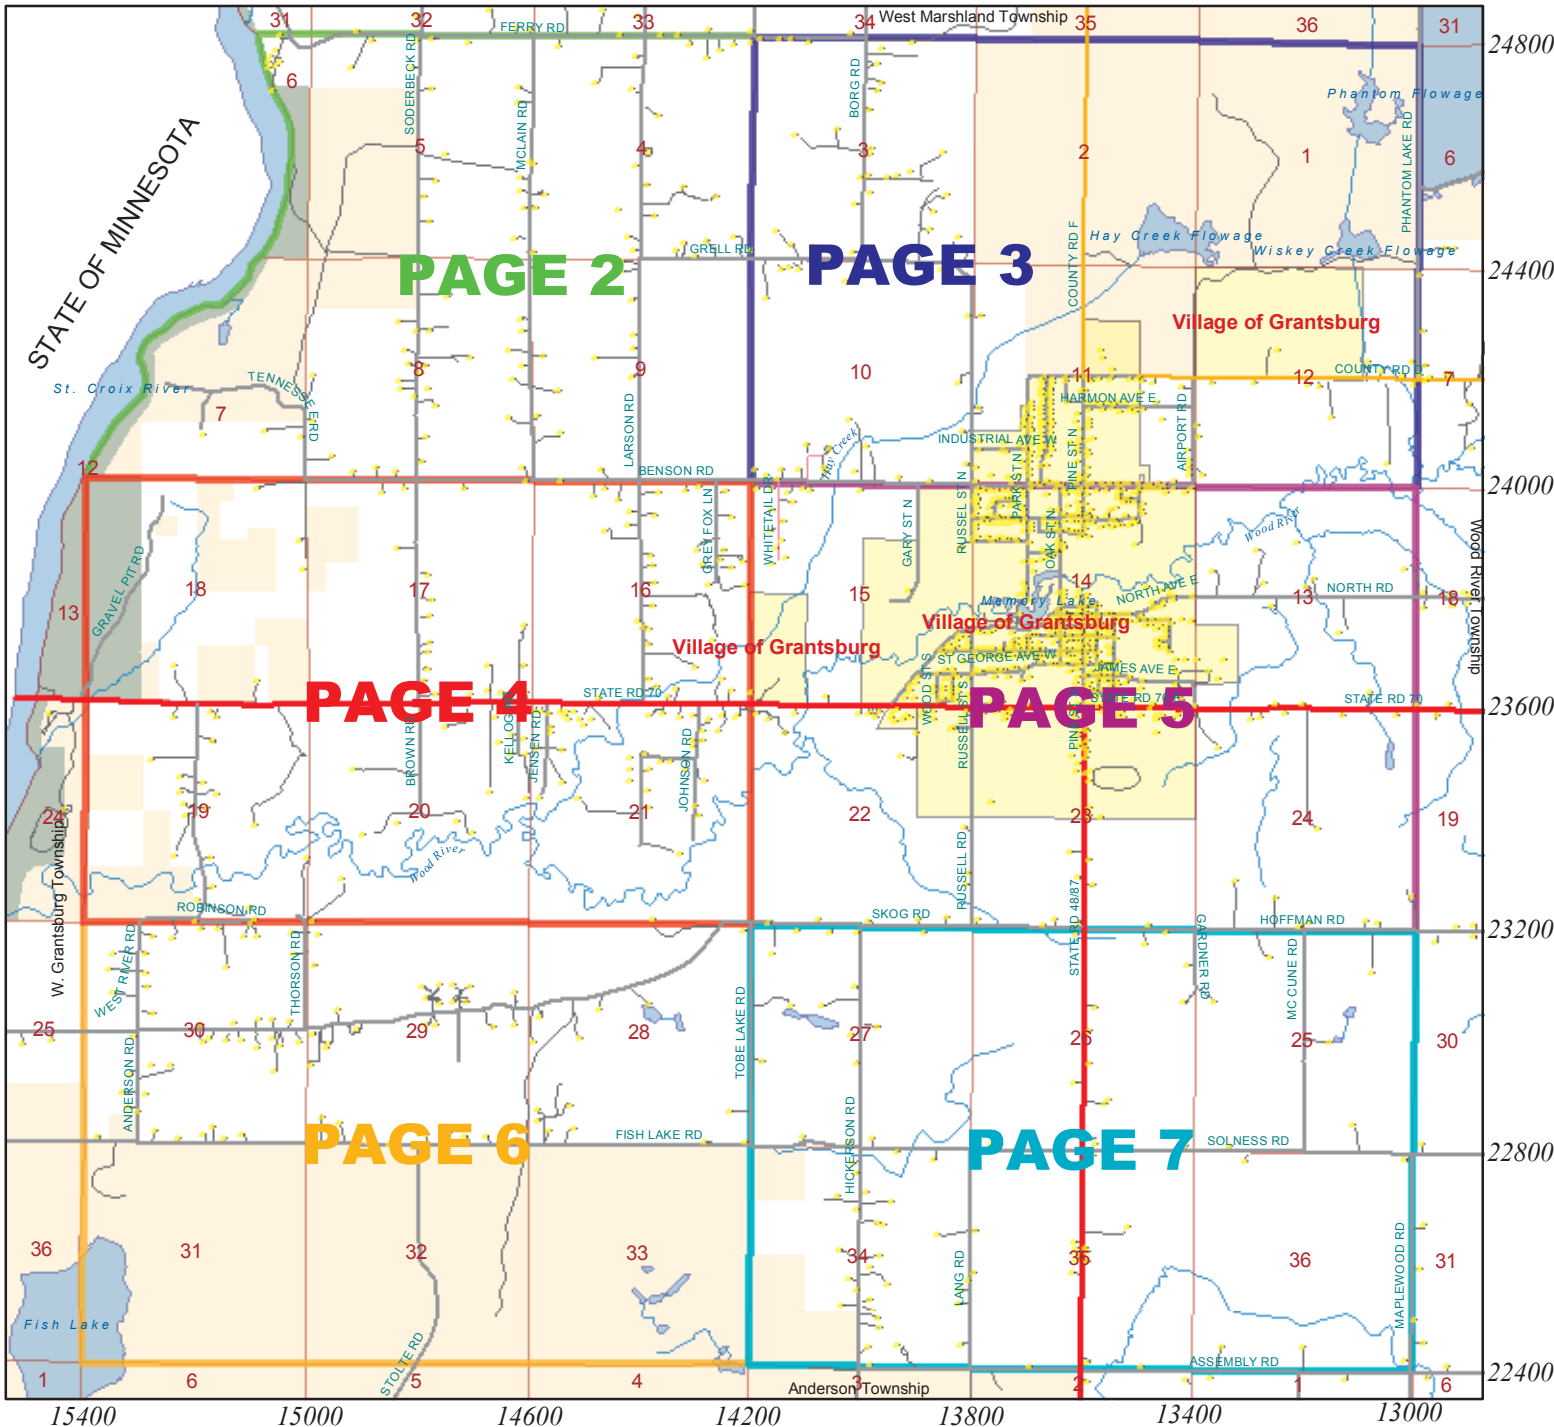 31
32
33
34
West Marshland Township
35
36
31
FERRY RD
24800
6
SODERBECK RD
MCLAIN RD
BORG RD
Phantom Flowage
PHANTOM LAKE RD
STATE OF MINNESOTA
5
4
3
2
1
6
GRELL RD
COUNTY RD F
Hay Creek Flowage
Wiskey Creek Flowage
PAGE 2
PAGE 3
24400
Village of Grantsburg
St. Croix River
TENNESSE E RD
7
8
9
10
11
12
COUNTY RD D
7
HARMON AVE E
LARSON RD
AIRPORT RD
INDUSTRIAL AVE W
Hay Creek
PARK ST N
PINE ST N
12
BENSON RD
24000
GREY FOX LN
WHITETAIL DR
GARY ST N
RUSSEL ST N
OAK ST N
Wood River
Wood River Township
GRAVEL PIT RD
13
18
17
16
15
14
13
18
NORTH RD
NORTH AVE E
Memory Lake
Village of Grantsburg
Village of Grantsburg
ST GEORGE AVE W
JAMES AVE E
WOOD ST S
PAGE 4
PAGE 5
STATE RD 70
STATE RD 70 E
STATE RD 70
23600
BROWN RD
KELLOG RD
JENSEN RD
JOHNSON RD
RUSSELL ST S
PINE ST S
24
19
20
21
22
23
24
19
Wood River
W. Grantsburg Township
RUSSELL RD
STATE RD 48/87
ROBINSON RD
SKOG RD
HOFFMAN RD
23200
WEST RIVER RD
THORSON RD
TOBE LAKE RD
GARDNER RD
MC CUNE RD
25
30
29
28
27
26
25
30
ANDERSON RD
HICKERSON RD
PAGE 6
FISH LAKE RD
PAGE 7
SOLNESS RD
22800
36
31
32
33
34
35
36
31
LANG RD
MAPLEWOOD RD
Fish Lake
STOLTE RD
ASSEMBLY RD
22400
1
6
5
4
Anderson Township
3
2
1
6
15400
15000
14600
14200
13800
13400
13000